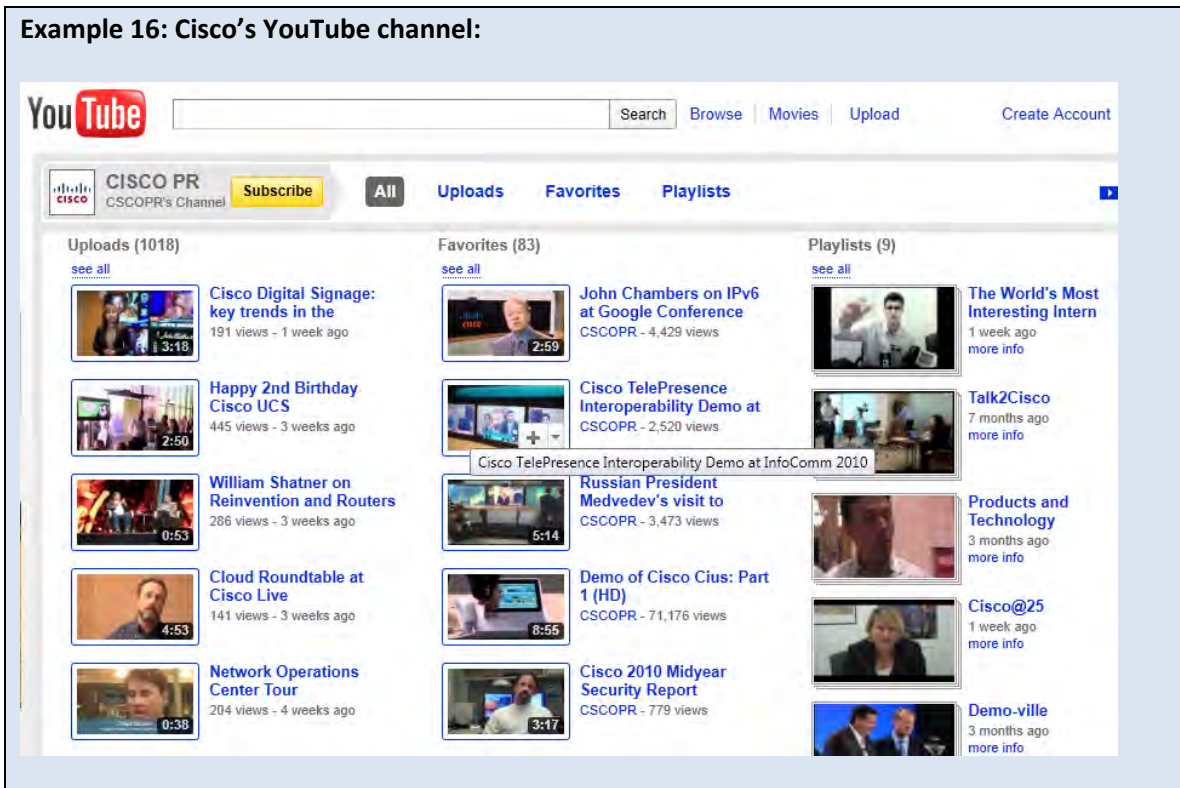 Example 16: Cisco's YouTube channel:
YouTube
Search Browse Movies Upload Create Account
CISCO
CISCO PR
CSCOPR's Channel
Subscribe
All Uploads Favorites Playlists
Uploads (1018)
see all
3:18
Cisco Digital Signage:
key trends in the
191 views - 1 week ago
2:50
Happy 2nd Birthday
Cisco UCS
445 views - 3 weeks ago
0:53
William Shatner on
Reinvention and Routers
286 views - 3 weeks ago
4:53
Cloud Roundtable at
Cisco Live
141 views - 3 weeks ago
0:38
Network Operations
Center Tour
204 views - 4 weeks ago
Favorites (83)
see all
2:59
John Chambers on IPv6
at Google Conference
CSCOPR - 4,429 views
Cisco TelePresence
Interoperability Demo at
CSCOPR - 2,520 views
Cisco TelePresence Interoperability Demo at InfoComm 2010
5:14
Russian President
Medvedev's visit to
CSCOPR - 3,473 views
8:55
Demo of Cisco Cius: Part
1 (HD)
CSCOPR - 71,176 views
3:17
Cisco 2010 Midyear
Security Report
CSCOPR - 779 views
Playlists (9)
see all
The World's Most
Interesting Intern
1 week ago
more info
Talk2Cisco
7 months ago
more info
Products and
Technology
3 months ago
more info
Cisco@25
1 week ago
more info
Demo-ville
3 months ago
more info